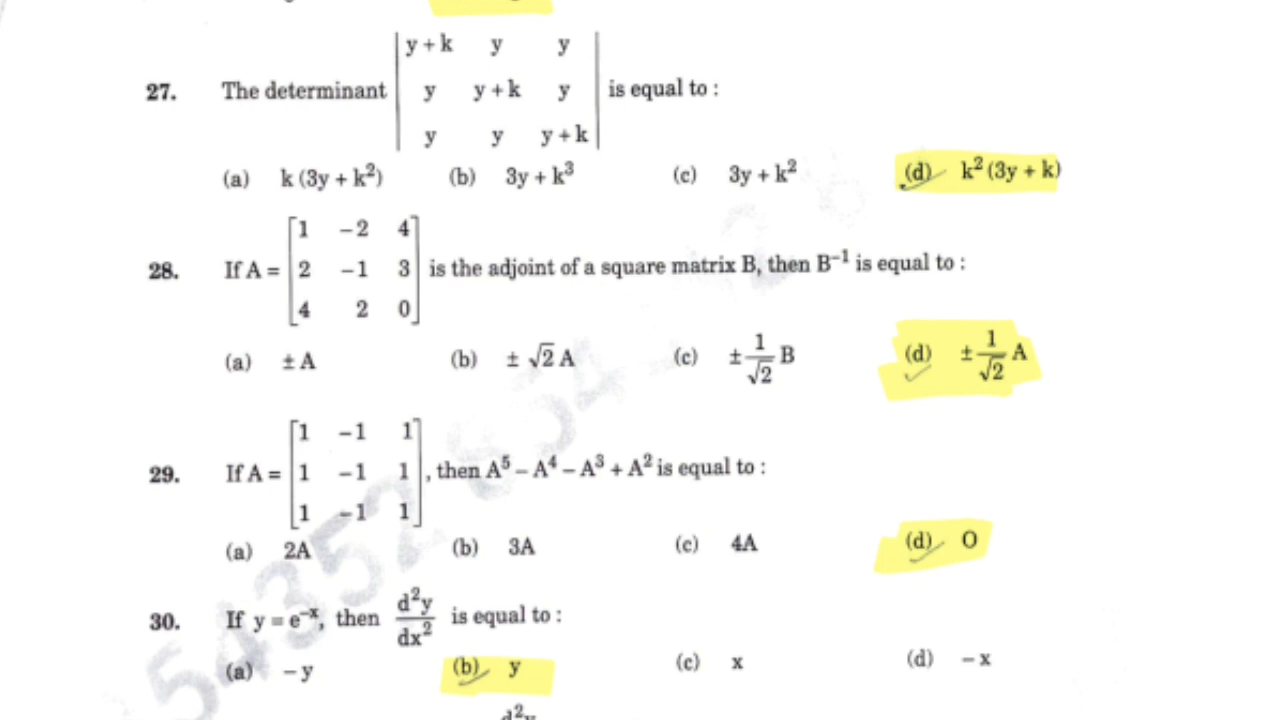 27. The determinant | y + k y y |
| y y + k y | is equal to :
| y y y + k |
(a) k (3y + k²) (b) 3y + k³ (c) 3y + k² (d) k² (3y + k)
28. If A = [1 −2 4]
[2 −1 3] is the adjoint of a square matrix B, then B⁻¹ is equal to :
[4 2 0]
(a) ± A (b) ± √2 A (c) ± 1/√2 B (d) ± 1/√2 A
29. If A = [1 −1 1]
[1 −1 1], then A⁵ – A⁴ – A³ + A² is equal to :
[1 −1 1]
(a) 2A (b) 3A (c) 4A (d) O
30. If y = e⁻ˣ, then d²y/dx² is equal to :
(a) − y (b) y (c) x (d) − x